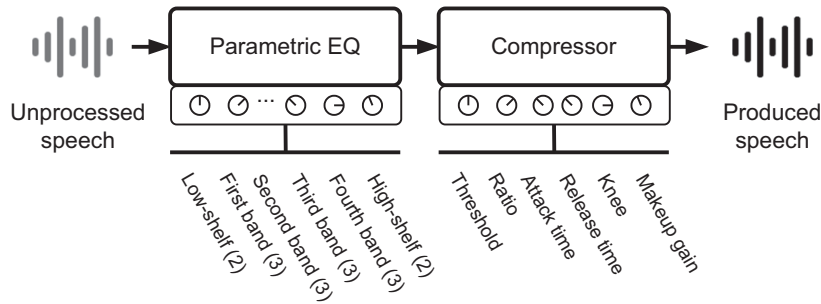 Parametric EQ
Compressor
...
Unprocessed
speech
Produced
speech
Low-shelf (2)
First band (3)
Second band (3)
Third band (3)
Fourth band (3)
High-shelf (2)
Threshold
Ratio
Attack time
Release time
Knee
Makeup gain